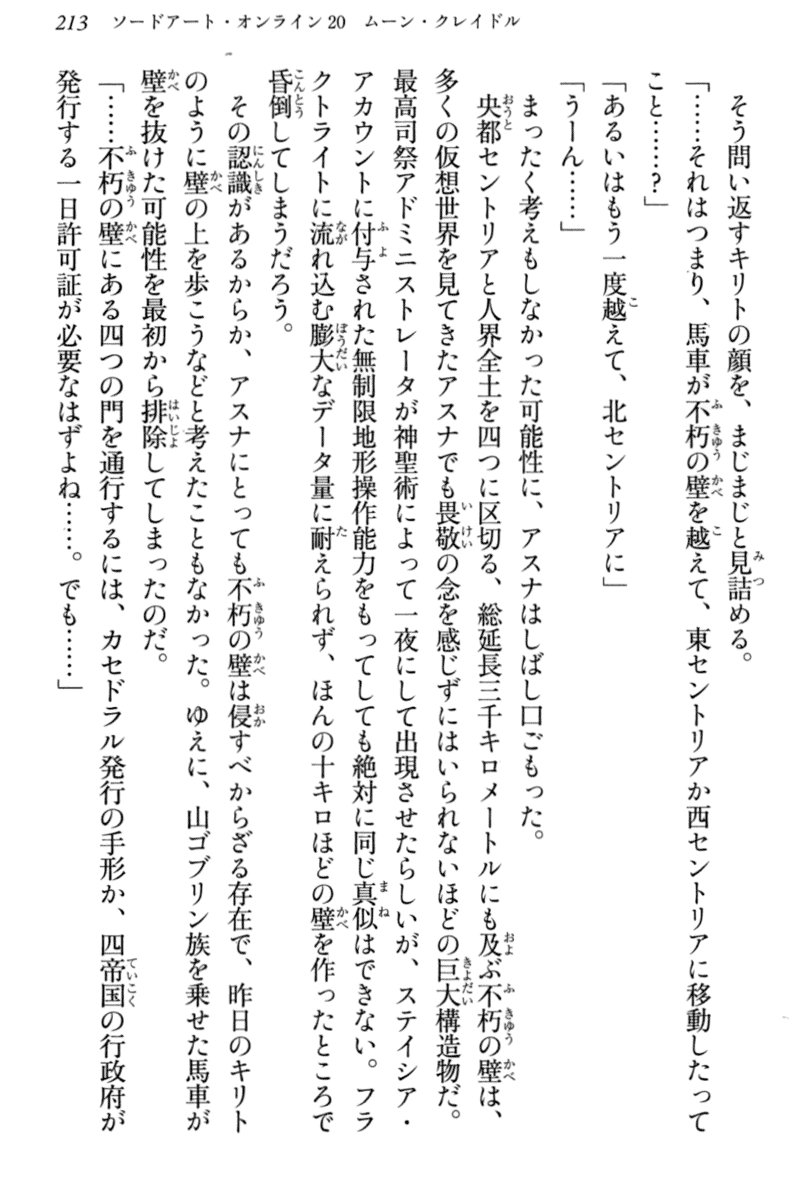 213 ソードアート・オンライン20 ムーン・クレイドル
そう問い返すキリトの顔を、まじまじと見詰める。
「……それはつまり、馬車が不朽の壁を越えて、東セントリアか西セントリアに移動したって
こと……？」
「あるいはもう一度越えて、北セントリアに」
「うーん……」
まったく考えもしなかった可能性に、アスナはしばし口ごもった。
央都セントリアと人界全土を四つに区切る、総延長三千キロメートルにも及ぶ不朽の壁は、
多くの仮想世界を見てきたアスナでも畏敬の念を感じずにはいられないほどの巨大構造物だ。
最高司祭アドミニストレータが神聖術によって一夜にして出現させたらしいが、ステイシア・
アカウントに付与された無制限地形操作能力をもってしても絶対に同じ真似はできない。フラ
クトライトに流れ込む膨大なデータ量に耐えられず、ほんの十キロほどの壁を作ったところで
昏倒してしまうだろう。
その認識があるからか、アスナにとっても不朽の壁は侵すべからざる存在で、昨日のキリト
のように壁の上を歩こうなどと考えたこともなかった。ゆえに、山ゴブリン族を乗せた馬車が
壁を抜けた可能性を最初から排除してしまったのだ。
「……不朽の壁にある四つの門を通行するには、カセドラル発行の手形か、四帝国の行政府が
発行する一日許可証が必要なはずよね……。でも……」